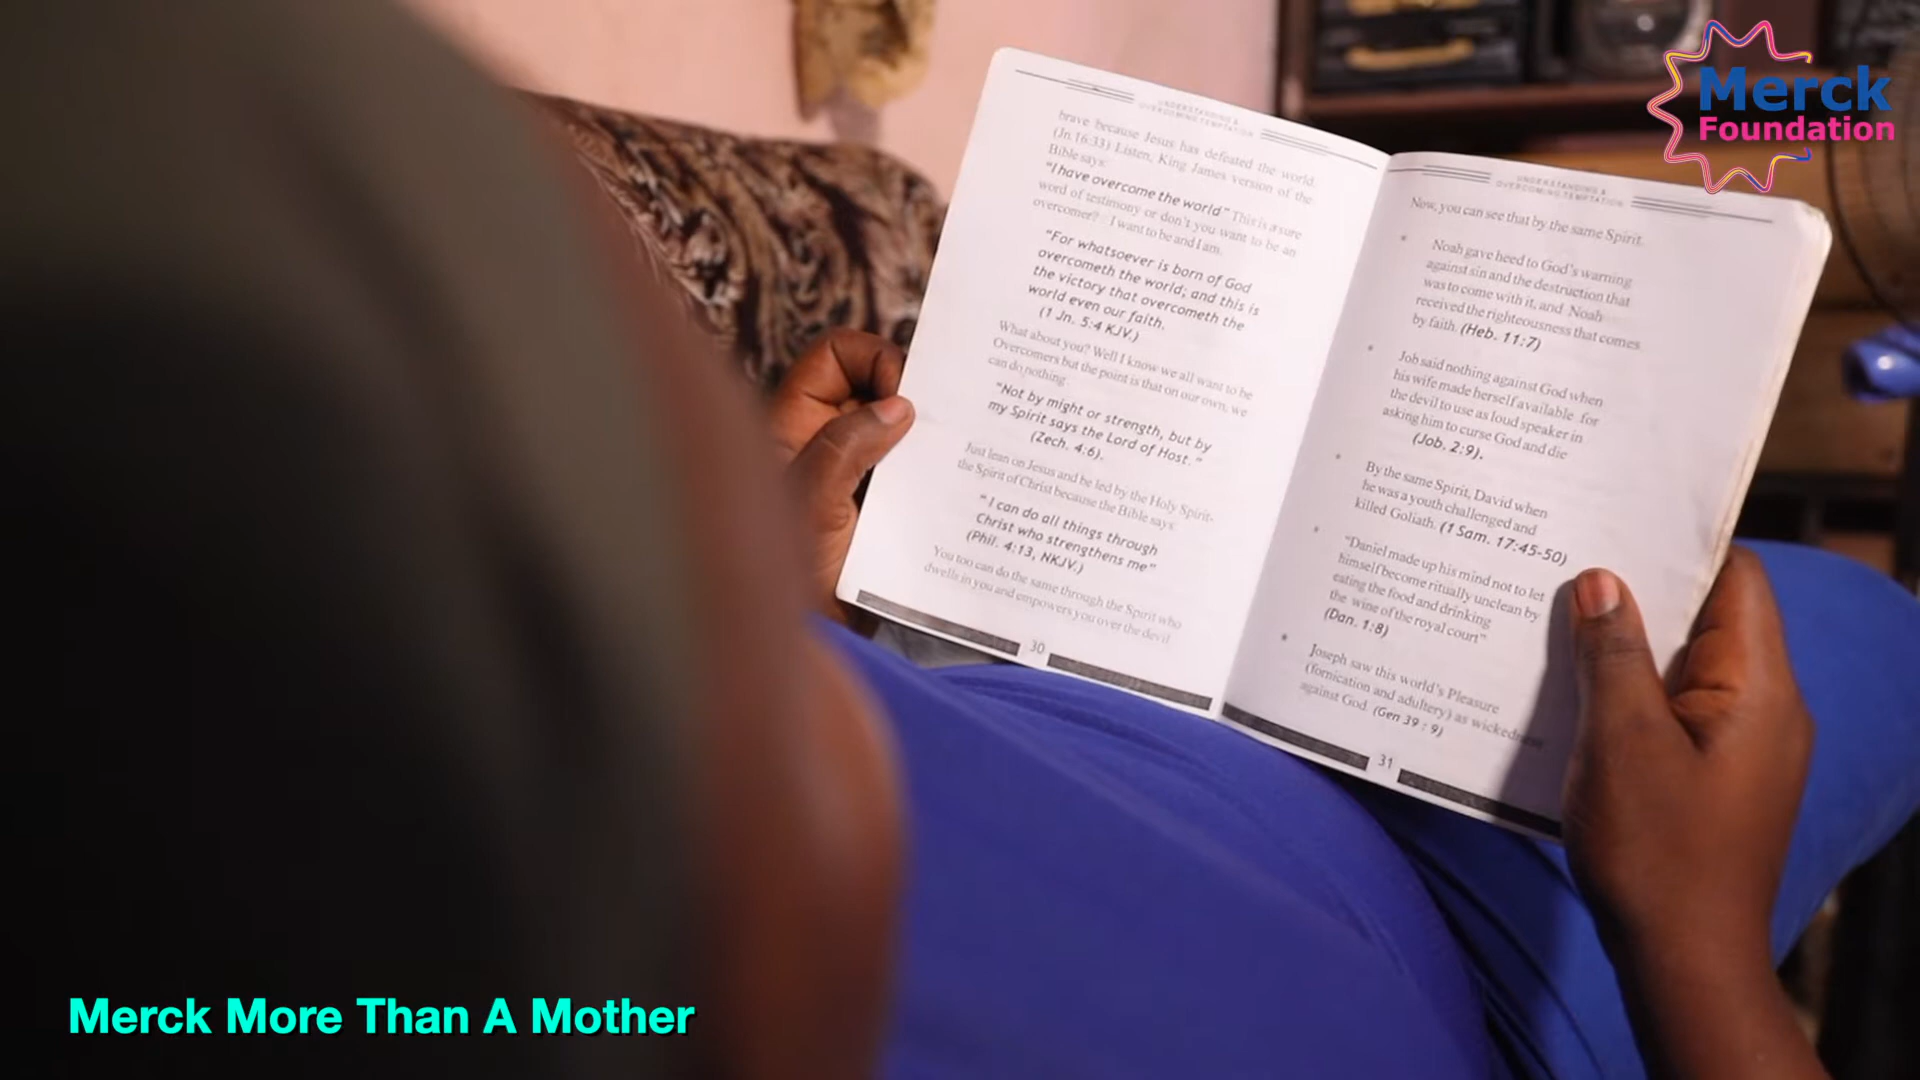 UNDERSTANDING &
OVERCOMING TEMPTATION
brave because Jesus has defeated the world.
(Jn.16:33) Listen, King James version of the
Bible says:
"I have overcome the world" This is a sure
word of testimony or don't you want to be an
overcomer? I want to be and I am.
"For whatsoever is born of God
overcometh the world; and this is
the victory that overcometh the
world even our faith.
(1 Jn. 5:4 KJV.)
What about you? Well I know we all want to be
Overcomers but the point is that on our own, we
can do nothing.
"Not by might or strength, but by
my Spirit says the Lord of Host."
(Zech. 4:6).
Just lean on Jesus and be led by the Holy Spirit-
the Spirit of Christ because the Bible says:
"I can do all things through
Christ who strengthens me"
(Phil. 4:13, NKJV.)
You too can do the same through the Spirit who
dwells in you and empowers you over the devil
30
UNDERSTANDING &
OVERCOMING TEMPTATION
Now, you can see that by the same Spirit.
• Noah gave heed to God's warning
against sin and the destruction that
was to come with it, and Noah
received the righteousness that comes
by faith. (Heb. 11:7)
• Job said nothing against God when
his wife made herself available for
the devil to use as loud speaker in
asking him to curse God and die
(Job. 2:9).
• By the same Spirit, David when
he was a youth challenged and
killed Goliath. (1 Sam. 17:45-50)
• "Daniel made up his mind not to let
himself become ritually unclean by
eating the food and drinking
the wine of the royal court"
(Dan. 1:8)
• Joseph saw this world's Pleasure
(fornication and adultery) as wickedness
against God. (Gen 39 : 9)
31
Merck
Foundation
Merck More Than A Mother